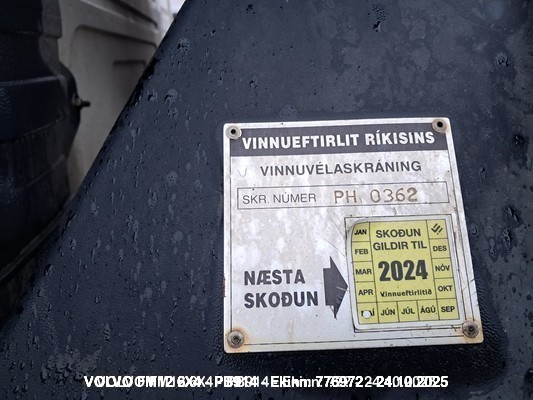 VINNUEFTIRLIT RÍKISINS
VINNUVÉLASKRÁNING
SKR. NÚMER PH. 0362
NÆSTA
SKOÐUN
JAN
FEB
MAR
APR
JÚN JÚL ÁGÚ SEP
OKT
NÓV
DES
SKOÐUN
GILDIR TIL
2024
Vinnueftirlitið